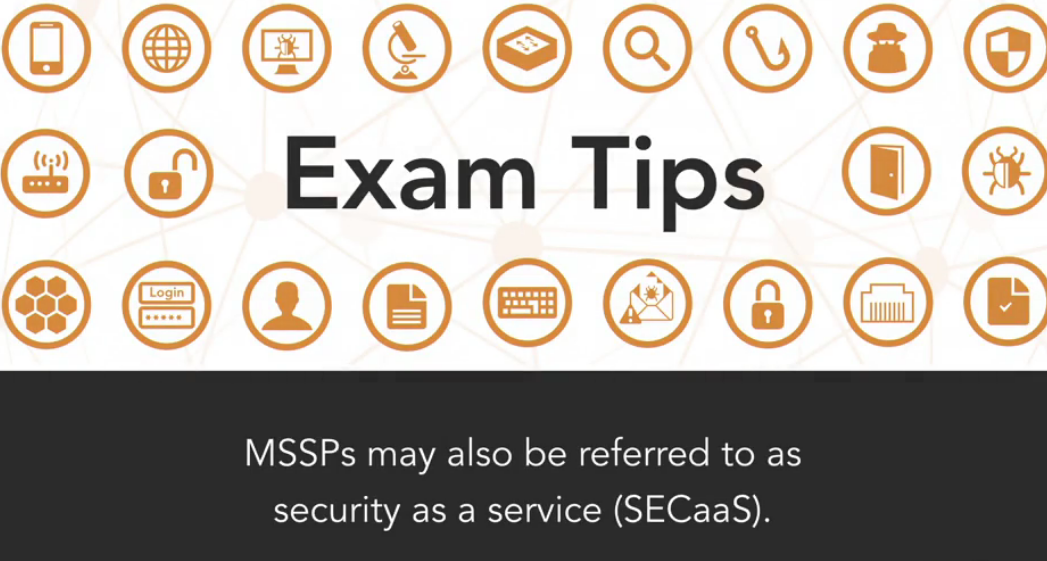 Exam Tips
Login
MSSPs may also be referred to as
security as a service (SECaaS).